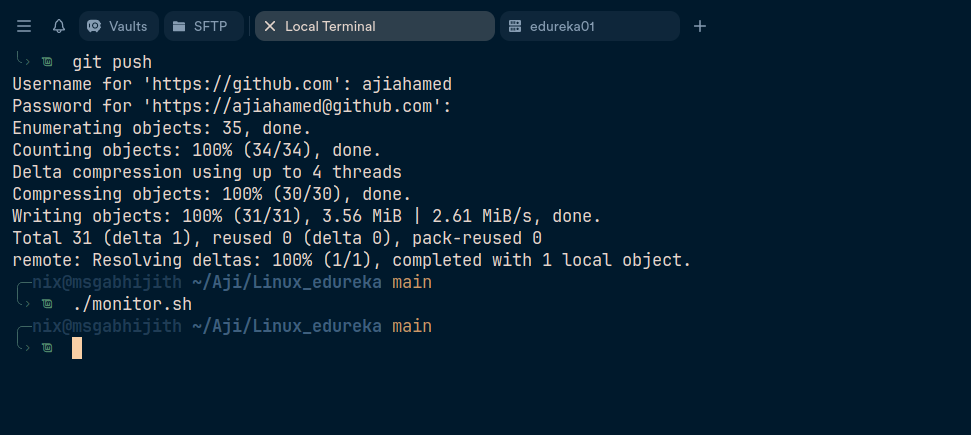 Vaults SFTP Local Terminal edureka01
git push
Username for 'https://github.com': ajiahamed
Password for 'https://ajiahamed@github.com':
Enumerating objects: 35, done.
Counting objects: 100% (34/34), done.
Delta compression using up to 4 threads
Compressing objects: 100% (30/30), done.
Writing objects: 100% (31/31), 3.56 MiB | 2.61 MiB/s, done.
Total 31 (delta 1), reused 0 (delta 0), pack-reused 0
remote: Resolving deltas: 100% (1/1), completed with 1 local object.
nix@msgabhijith ~/Aji/Linux_edureka main
./monitor.sh
nix@msgabhijith ~/Aji/Linux_edureka main